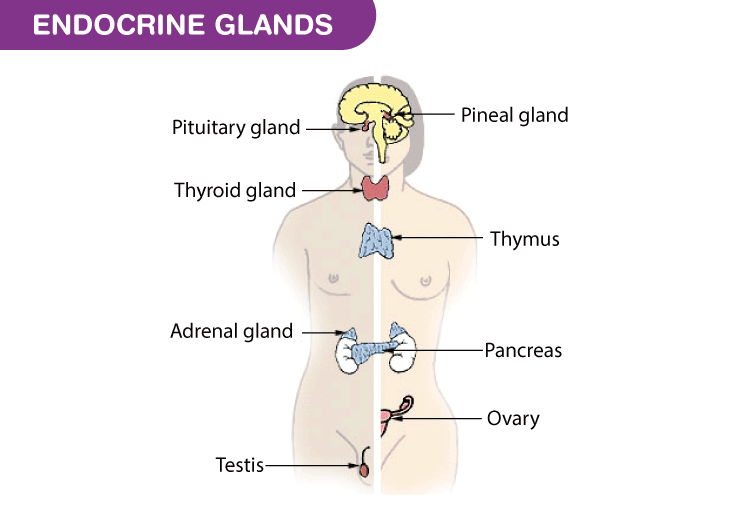 ENDOCRINE GLANDS
Pineal gland
Pituitary gland
Thyroid gland
Thymus
Adrenal gland
Pancreas
Ovary
Testis